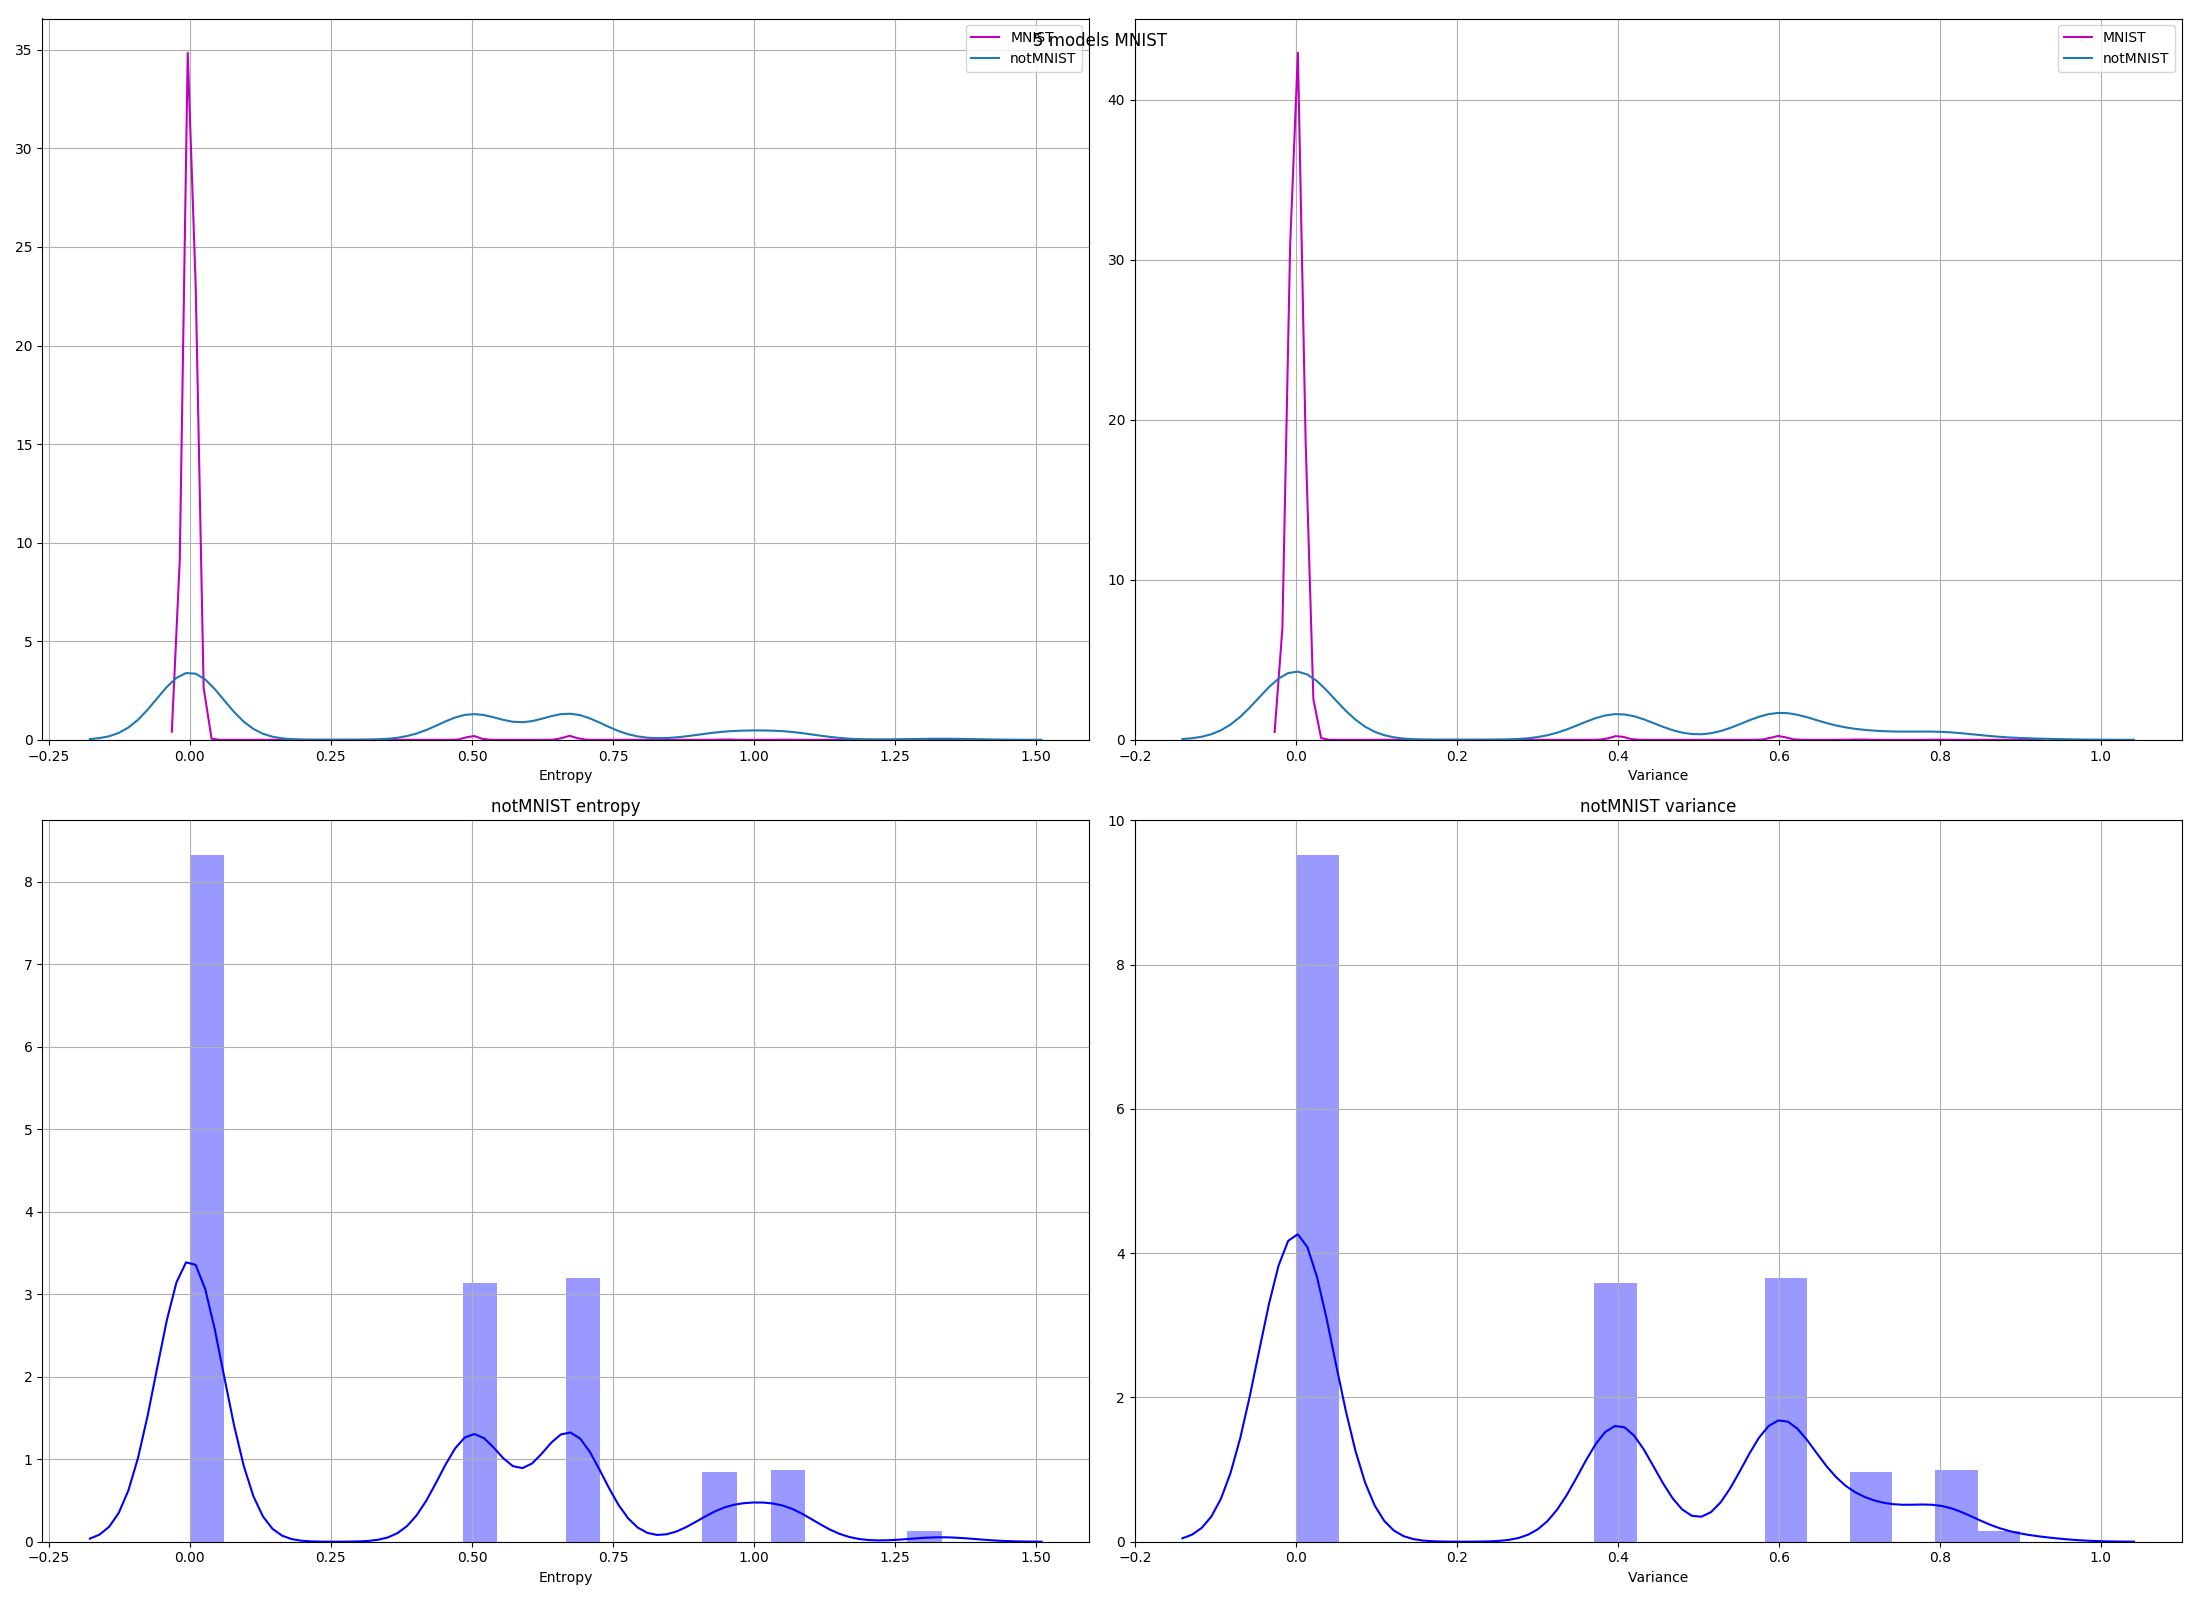 5 models MNIST
MNIST
notMNIST
35
30
25
20
15
10
5
0
−0.25 0.00 0.25 0.50 0.75 1.00 1.25 1.50
Entropy
MNIST
notMNIST
40
30
20
10
0
−0.2 0.0 0.2 0.4 0.6 0.8 1.0
Variance
notMNIST entropy
8
7
6
5
4
3
2
1
0
−0.25 0.00 0.25 0.50 0.75 1.00 1.25 1.50
Entropy
notMNIST variance
10
8
6
4
2
0
−0.2 0.0 0.2 0.4 0.6 0.8 1.0
Variance